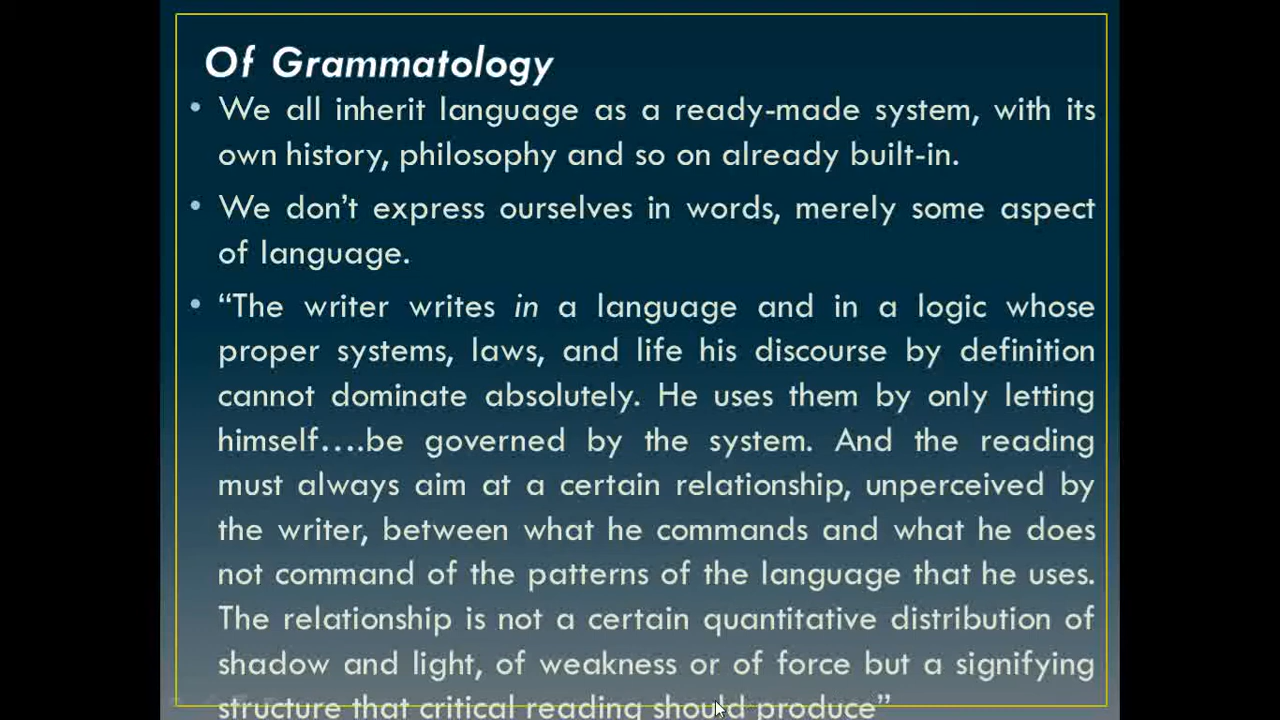 Of Grammatology
• We all inherit language as a ready-made system, with its
own history, philosophy and so on already built-in.
• We don't express ourselves in words, merely some aspect
of language.
• “The writer writes in a language and in a logic whose
proper systems, laws, and life his discourse by definition
cannot dominate absolutely. He uses them by only letting
himself….be governed by the system. And the reading
must always aim at a certain relationship, unperceived by
the writer, between what he commands and what he does
not command of the patterns of the language that he uses.
The relationship is not a certain quantitative distribution of
shadow and light, of weakness or of force but a signifying
structure that critical reading should produce”